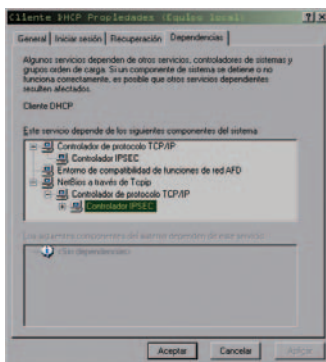 Cliente DHCP Propiedades (Equipo local)
General
Iniciar sesión
Recuperación
Dependencias
Algunos servicios dependen de otros servicios, controladores de sistemas y
grupos orden de carga. Si un componente de sistema se detiene o no
funciona correctamente, es posible que otros servicios dependientes
resulten afectados.
Cliente DHCP
Este servicio depende de los siguientes componentes del sistema
Controlador de protocolo TCP/IP
Controlador IPSEC
Entorno de compatibilidad de funciones de red AFD
NetBios a través de Tcpip
Controlador de protocolo TCP/IP
Controlador IPSEC
Los siguientes componentes del sistema dependen de este servicio
<Sin dependencias>
Aceptar
Cancelar
Aplicar